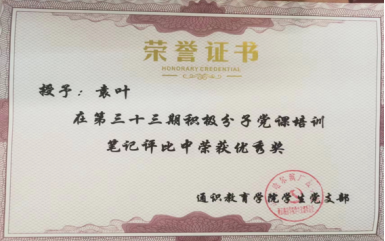 荣誉证书
HONORARY CREDENTIAL
授予：袁叶
在第三十三期积极分子党课培训
笔记评比中荣获优秀奖
通识教育学院学生党支部